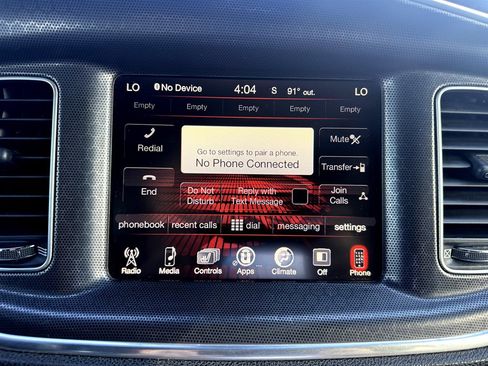 LO No Device 4:04 S 91° out. LO
Empty Empty Empty Empty Empty
Redial
Go to settings to pair a phone.
No Phone Connected
Mute
Transfer
End
Do Not Disturb
Reply with Text Message
Join Calls
phonebook recent calls dial messaging settings
Radio Media Controls Apps Climate Off Phone